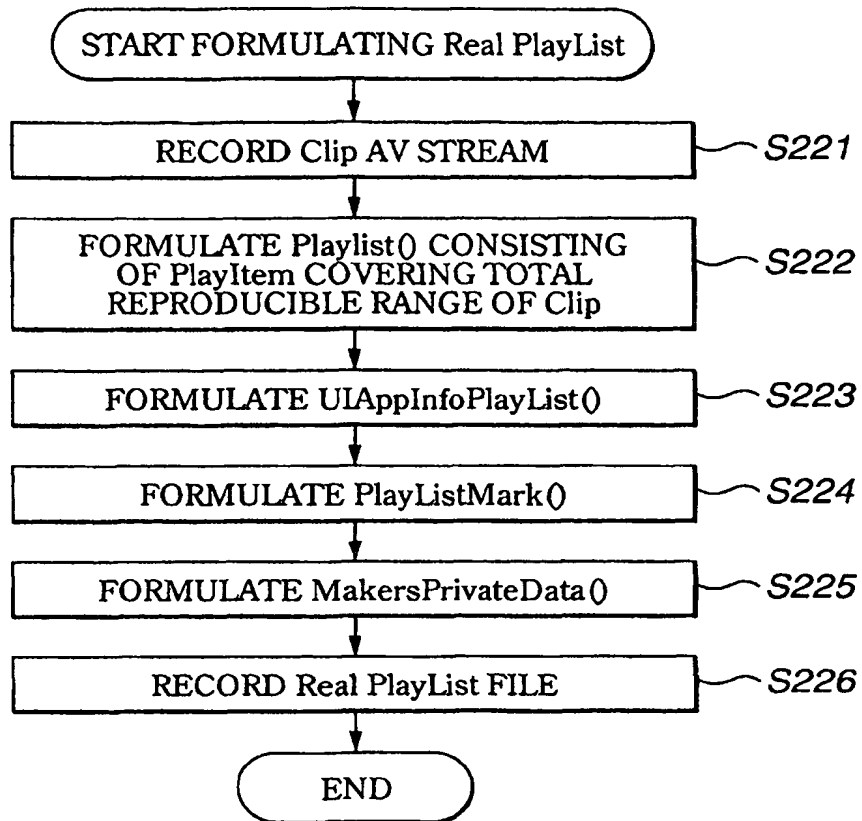 START FORMULATING Real PlayList
RECORD Clip AV STREAM
S221
FORMULATE Playlist() CONSISTING
OF PlayItem COVERING TOTAL
REPRODUCIBLE RANGE OF Clip
S222
FORMULATE UIAppInfoPlayList()
S223
FORMULATE PlayListMark()
S224
FORMULATE MakersPrivateData()
S225
RECORD Real PlayList FILE
S226
END